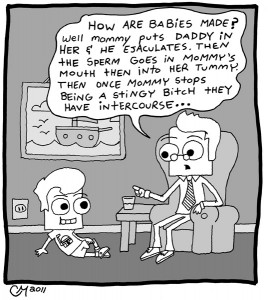 HOW ARE BABIES MADE?
Well MOMMY PUTS DADDY IN
HER & HE EJACULATES. THEN
THE SPERM GOES IN MOMMY'S
MOUTH THEN INTO HER TUMMY.
THEN ONCE MOMMY STOPS
BEING A STINGY BITCH THEY
HAVE INTERCOURSE...
CM 2011